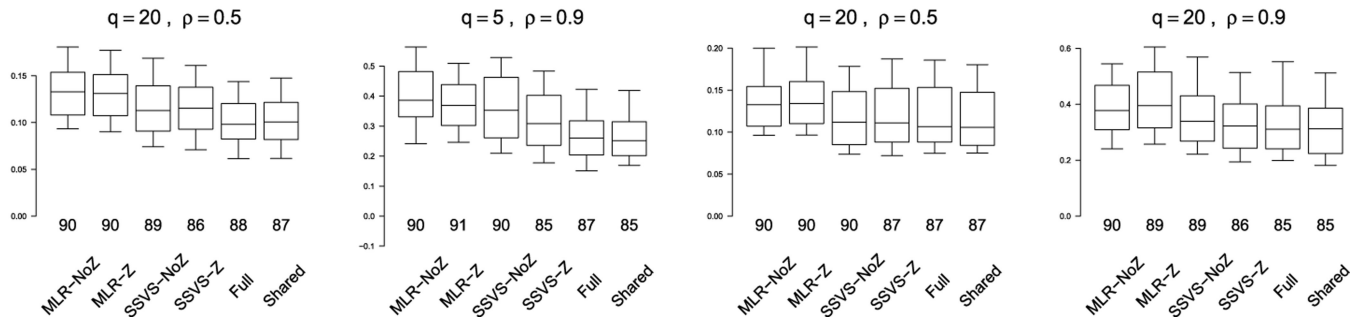 q = 20 , ρ = 0.5
0.15
0.10
0.05
0.00
90 90 89 86 88 87
MLR−NoZ MLR−Z SSVS−NoZ SSVS−Z Full Shared
q = 5 , ρ = 0.9
0.5
0.4
0.3
0.2
0.1
0.0
−0.1
90 91 90 85 87 85
MLR−NoZ MLR−Z SSVS−NoZ SSVS−Z Full Shared
q = 20 , ρ = 0.5
0.20
0.15
0.10
0.05
0.00
90 90 90 87 87 87
MLR−NoZ MLR−Z SSVS−NoZ SSVS−Z Full Shared
q = 20 , ρ = 0.9
0.6
0.4
0.2
0.0
90 89 89 86 85 85
MLR−NoZ MLR−Z SSVS−NoZ SSVS−Z Full Shared